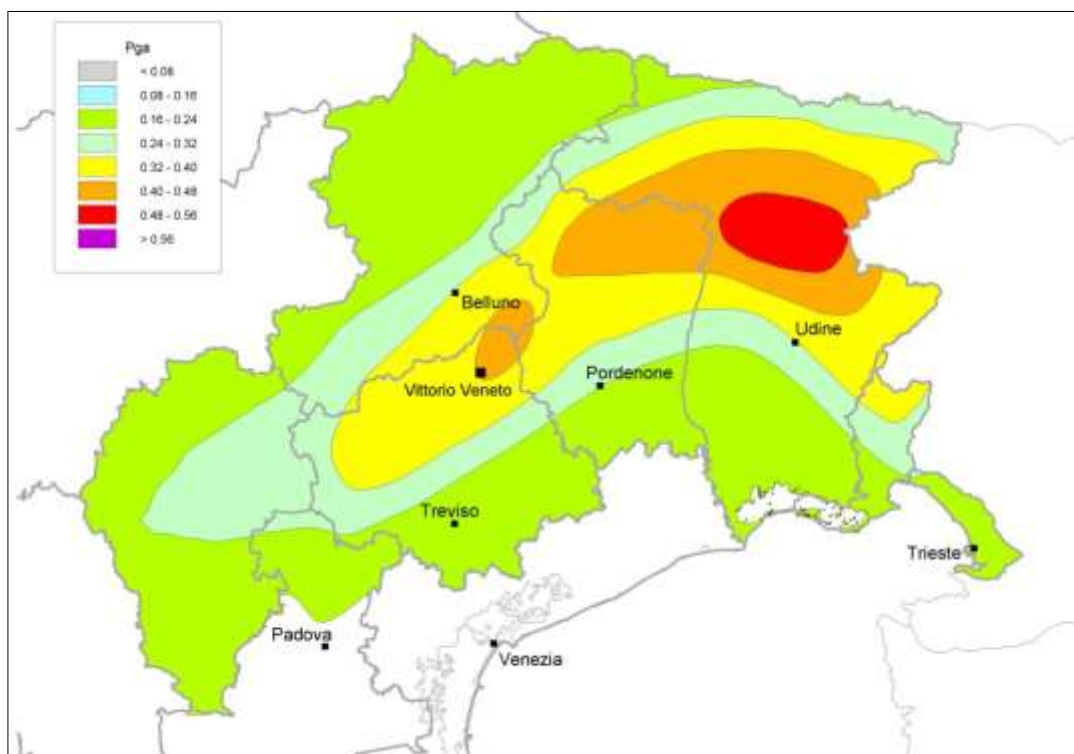 Pga
< 0.08
0.08 - 0.16
0.16 - 0.24
0.24 - 0.32
0.32 - 0.40
0.40 - 0.48
0.48 - 0.56
> 0.56
Belluno
Udine
Vittorio Veneto
Pordenone
Treviso
Trieste
Padova
Venezia